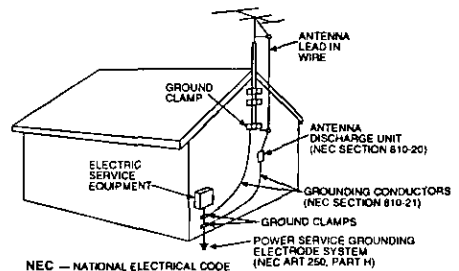 ANTENNA
LEAD IN
WIRE
GROUND
CLAMP
ANTENNA
DISCHARGE UNIT
(NEC SECTION 810-20)
ELECTRIC
SERVICE
EQUIPMENT
GROUNDING CONDUCTORS
(NEC SECTION 810-21)
GROUND CLAMPS
POWER SERVICE GROUNDING
ELECTRODE SYSTEM
(NEC ART 250, PART H)
NEC — NATIONAL ELECTRICAL CODE